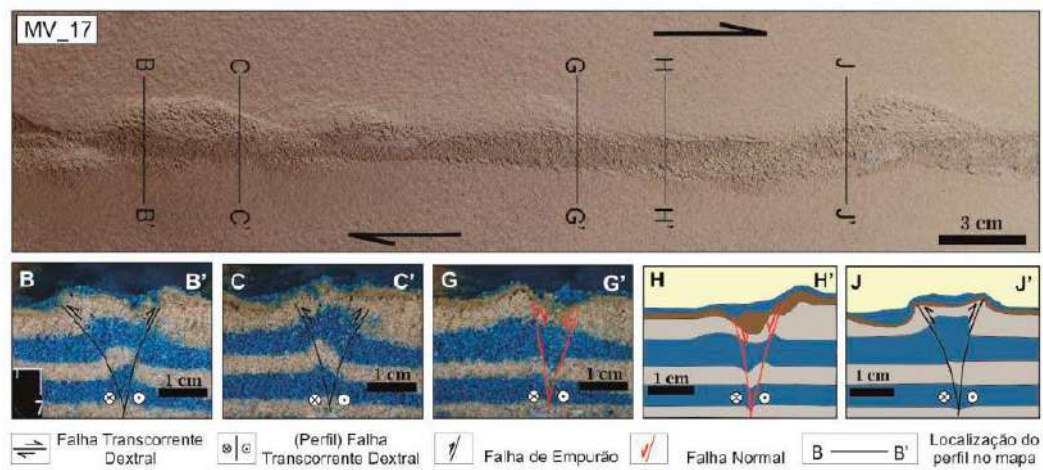 MV_17
B C G H J
B' C' G' H' J'
3 cm
B B' C C' G G' H H' J J'
1 cm 1 cm 1 cm 1 cm 1 cm
Falha Transcorrente Dextral
(Perfil) Falha Transcorrente Dextral
Falha de Empurão
Falha Normal
B B'
Localização do perfil no mapa